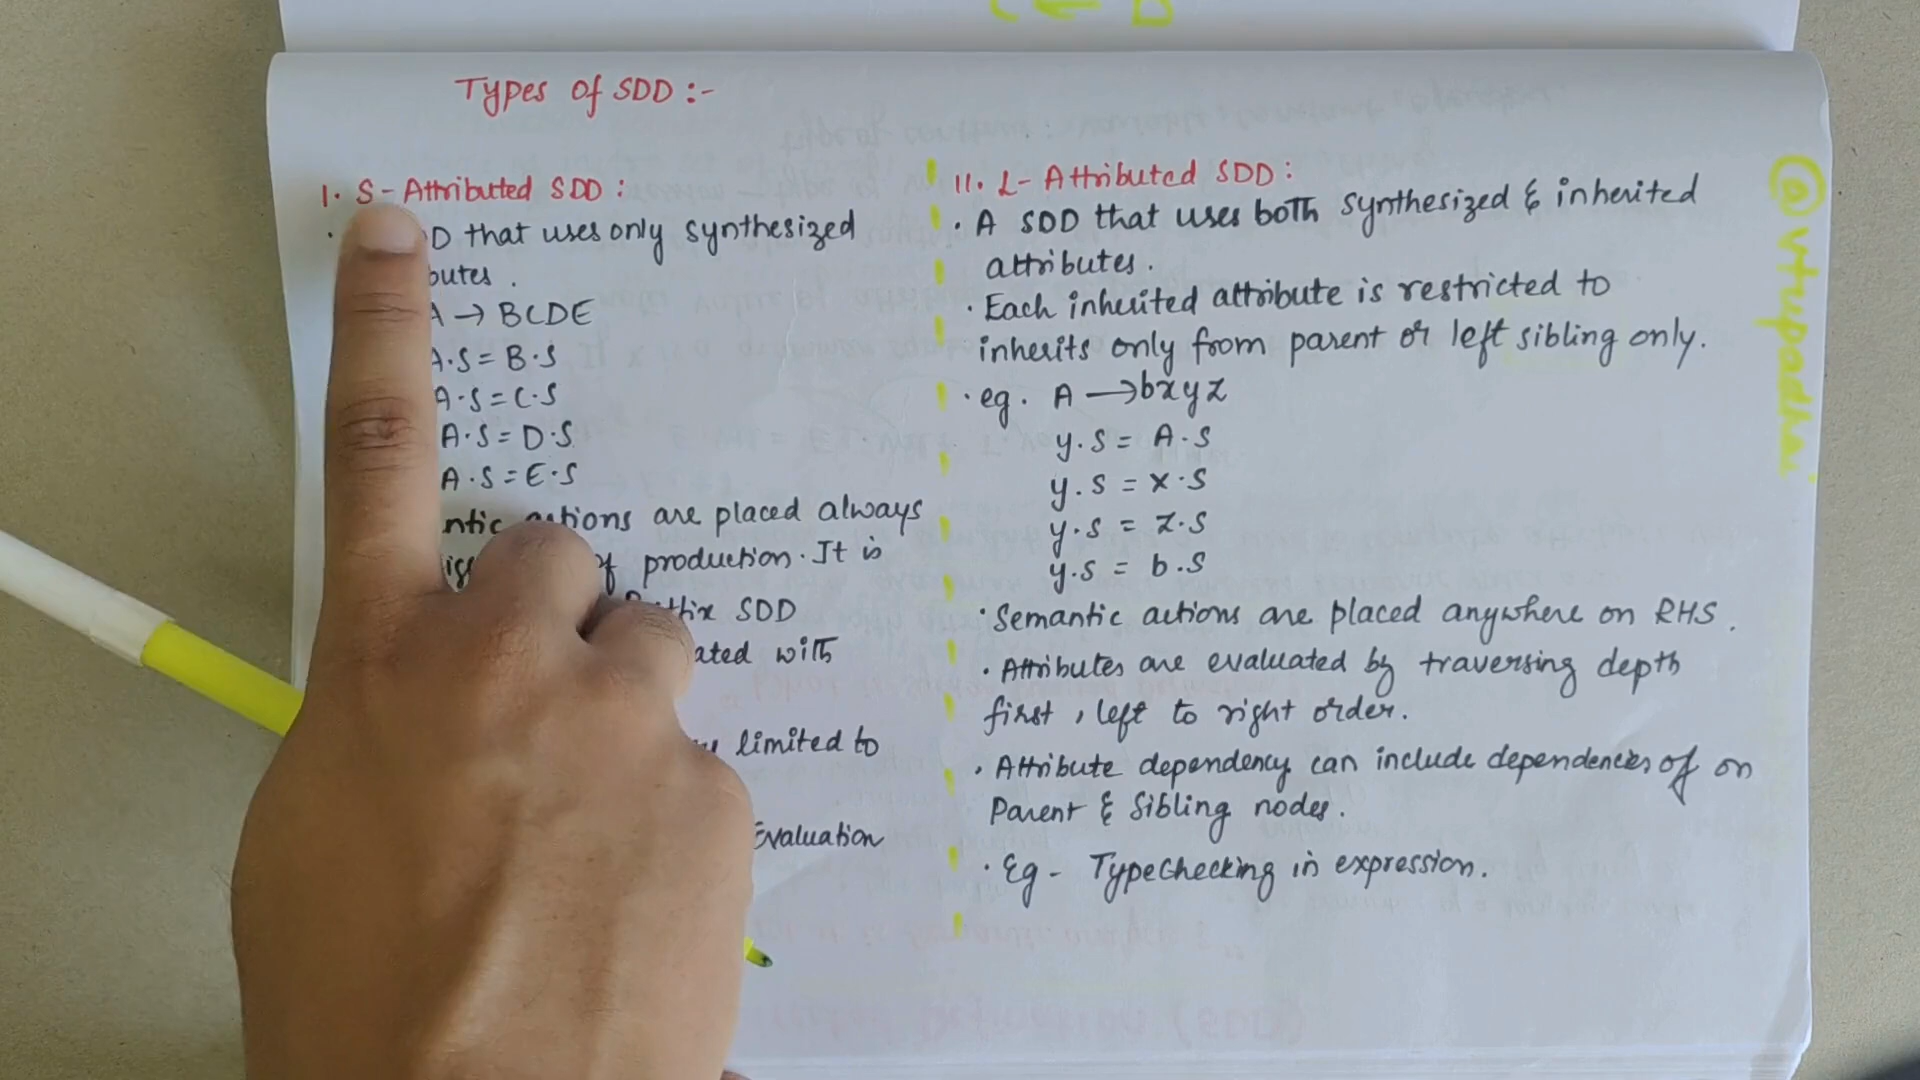 Types of SDD :-
I. S-Attributed SDD :
D that uses only synthesized
butes .
A → BCDE
A.S = B.S
A.S = C.S
A.S = D.S
A.S = E.S
ntic actions are placed always
of production. It is
SDD
ated with
limited to
Evaluation
II. L- Attributed SDD :
. A SDD that uses both synthesized & inherited
attributes .
. Each inherited attribute is restricted to
inherits only from parent or left sibling only.
. eg. A → bxyz
y.S = A.S
y.S = X.S
y.S = Z.S
y.S = b.S
. Semantic actions are placed anywhere on RHS .
. Attributes are evaluated by traversing depth
first , left to right order.
. Attribute dependency can include dependencies of on
Parent & Sibling nodes .
. Eg - Typechecking in expression.
@vtupadhai